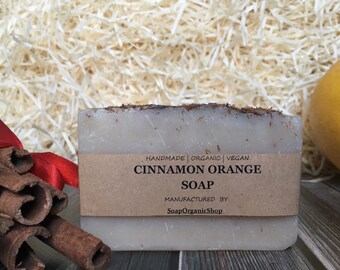 HANDMADE | ORGANIC | VEGAN
CINNAMON ORANGE
SOAP
MANUFACTURED BY
SoapOrganicShop